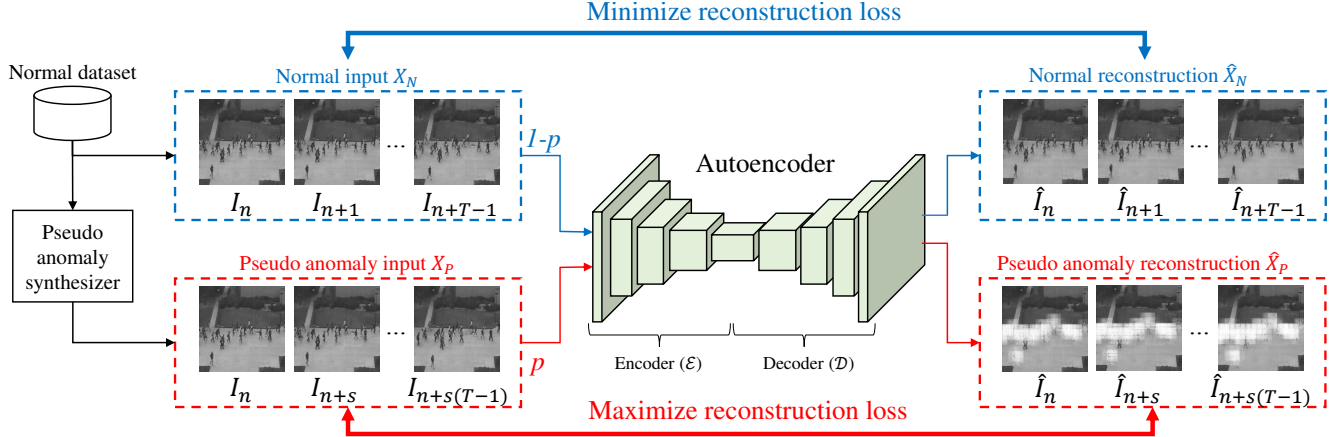 Minimize reconstruction loss
Normal dataset
Normal input X_N
Normal reconstruction X̂_N
...
...
1-p
Autoencoder
I_n
I_{n+1}
I_{n+T-1}
Î_n
Î_{n+1}
Î_{n+T-1}
Pseudo
anomaly
synthesizer
Pseudo anomaly input X_P
Pseudo anomaly reconstruction X̂_P
...
...
p
Encoder (ℰ)
Decoder (𝒟)
I_n
I_{n+s}
I_{n+s(T-1)}
Î_n
Î_{n+s}
Î_{n+s(T-1)}
Maximize reconstruction loss